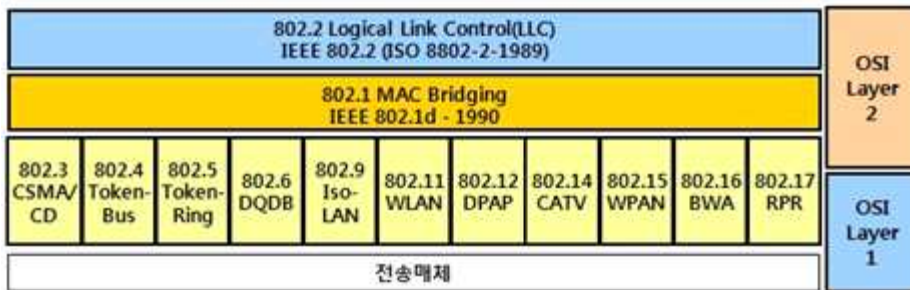 802.2 Logical Link Control(LLC)
IEEE 802.2 (ISO 8802-2-1989)
802.1 MAC Bridging
IEEE 802.1d - 1990
802.3
CSMA/
CD
802.4
Token-
Bus
802.5
Token-
Ring
802.6
DQDB
802.9
Iso-
LAN
802.11
WLAN
802.12
DPAP
802.14
CATV
802.15
WPAN
802.16
BWA
802.17
RPR
전송매제
OSI
Layer
2
OSI
Layer
1